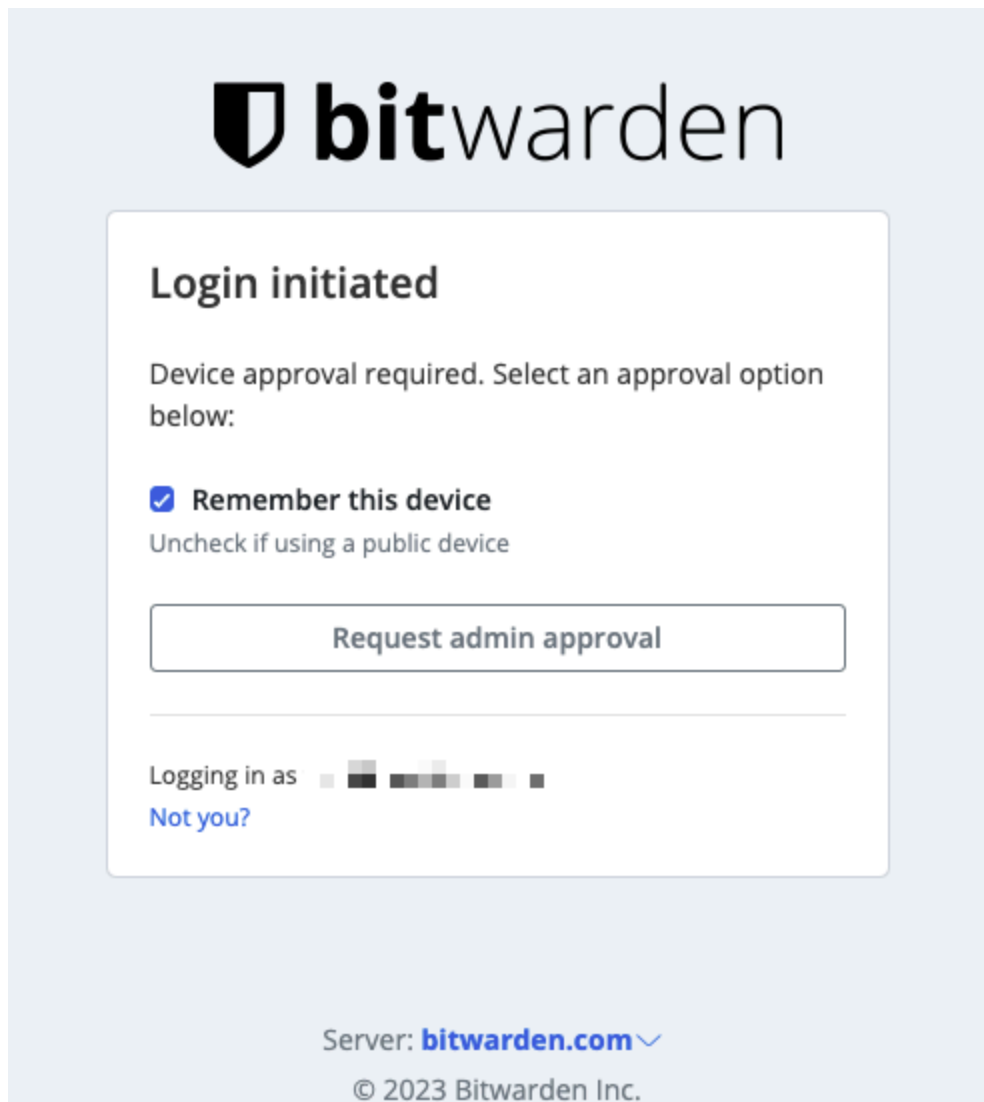 bitwarden
Login initiated
Device approval required. Select an approval option
below:
Remember this device
Uncheck if using a public device
Request admin approval
Logging in as
Not you?
Server: bitwarden.com
© 2023 Bitwarden Inc.